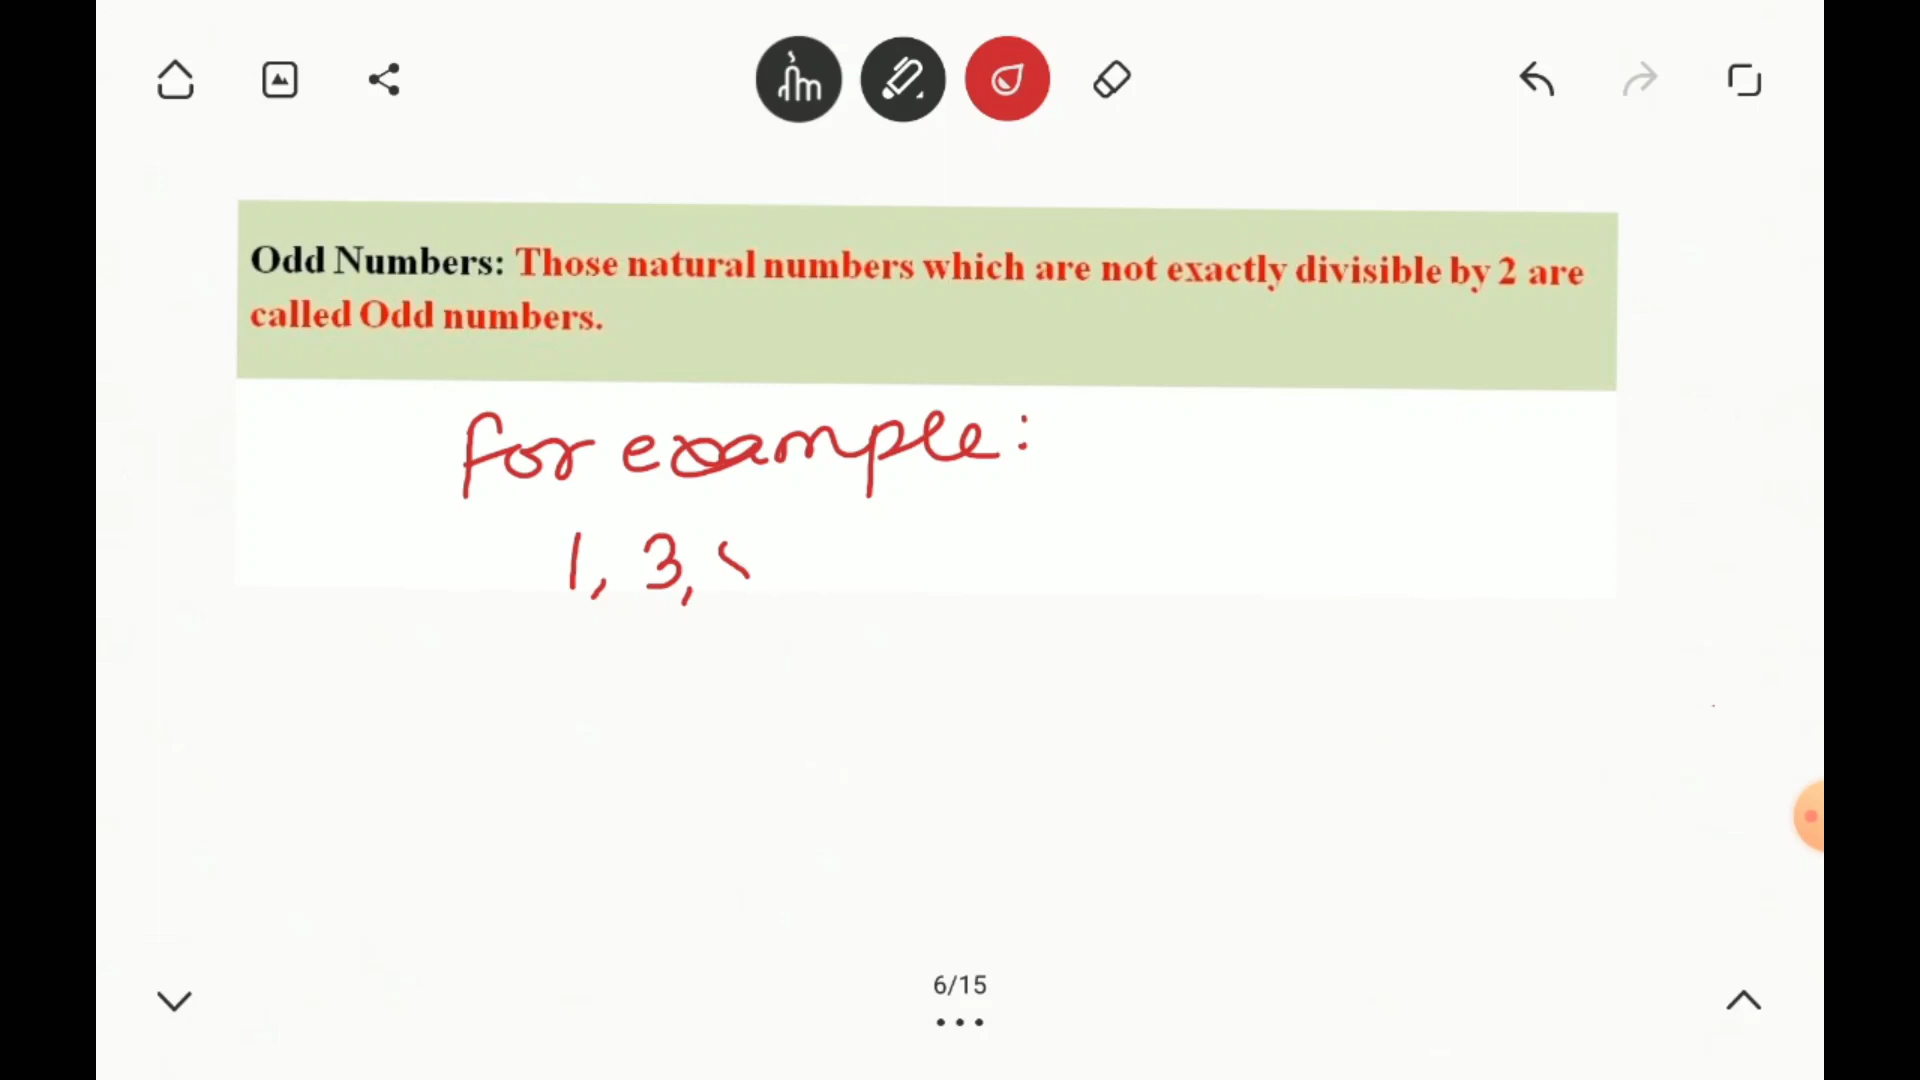 Odd Numbers: Those natural numbers which are not exactly divisible by 2 are
called Odd numbers.
for example:
1, 3,
6/15